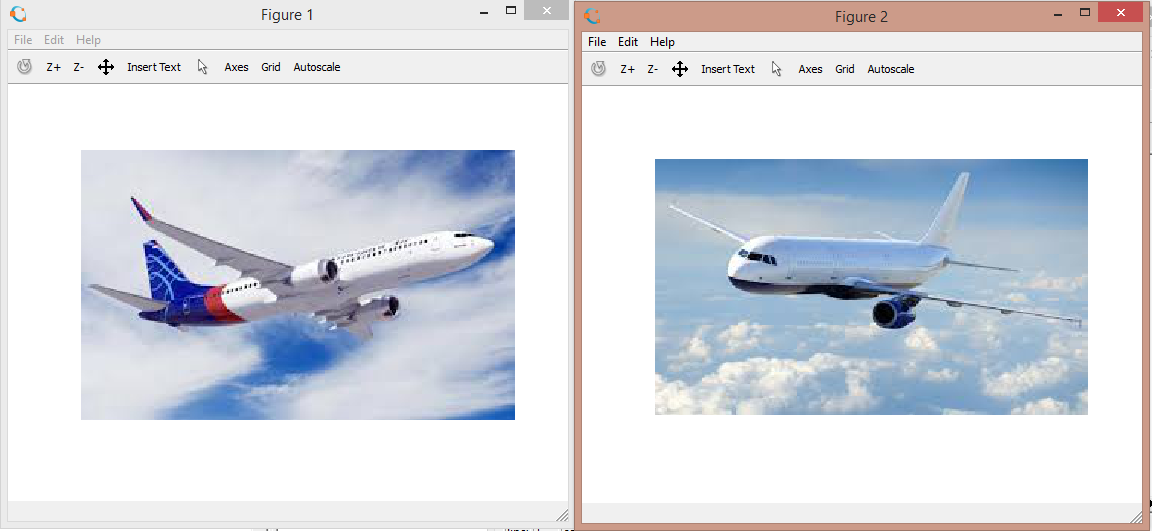 Figure 1
File Edit Help
Z+ Z- Insert Text Axes Grid Autoscale
Figure 2
File Edit Help
Z+ Z- Insert Text Axes Grid Autoscale